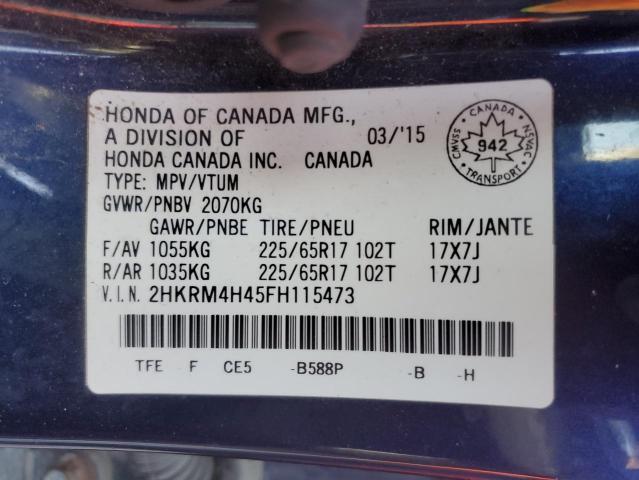 HONDA OF CANADA MFG.,
A DIVISION OF 03/'15
HONDA CANADA INC. CANADA
TYPE: MPV/VTUM
GVWR/PNBV 2070KG
GAWR/PNBE TIRE/PNEU RIM/JANTE
F/AV 1055KG 225/65R17 102T 17X7J
R/AR 1035KG 225/65R17 102T 17X7J
V.I.N. 2HKRM4H45FH115473
TFE F CE5 -B588P -B -H
CANADA
CMVSS 942 NSVAC
TRANSPORT